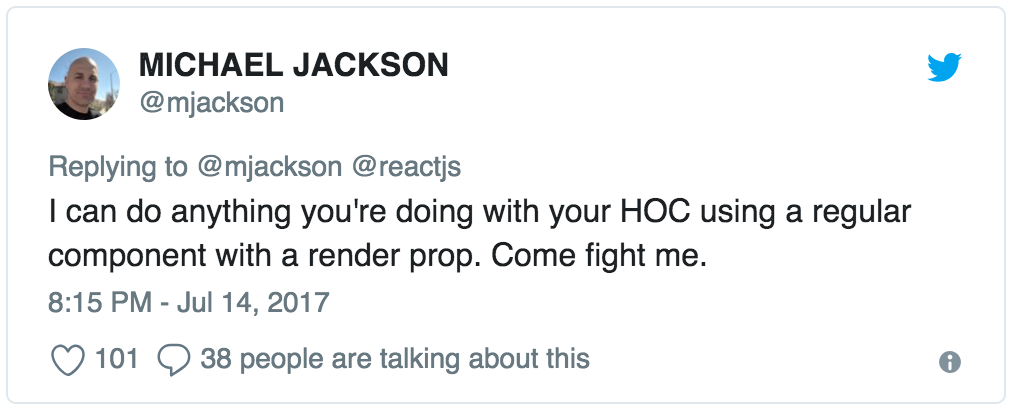 MICHAEL JACKSON
@mjackson
Replying to @mjackson @reactjs
I can do anything you're doing with your HOC using a regular
component with a render prop. Come fight me.
8:15 PM - Jul 14, 2017
101 38 people are talking about this